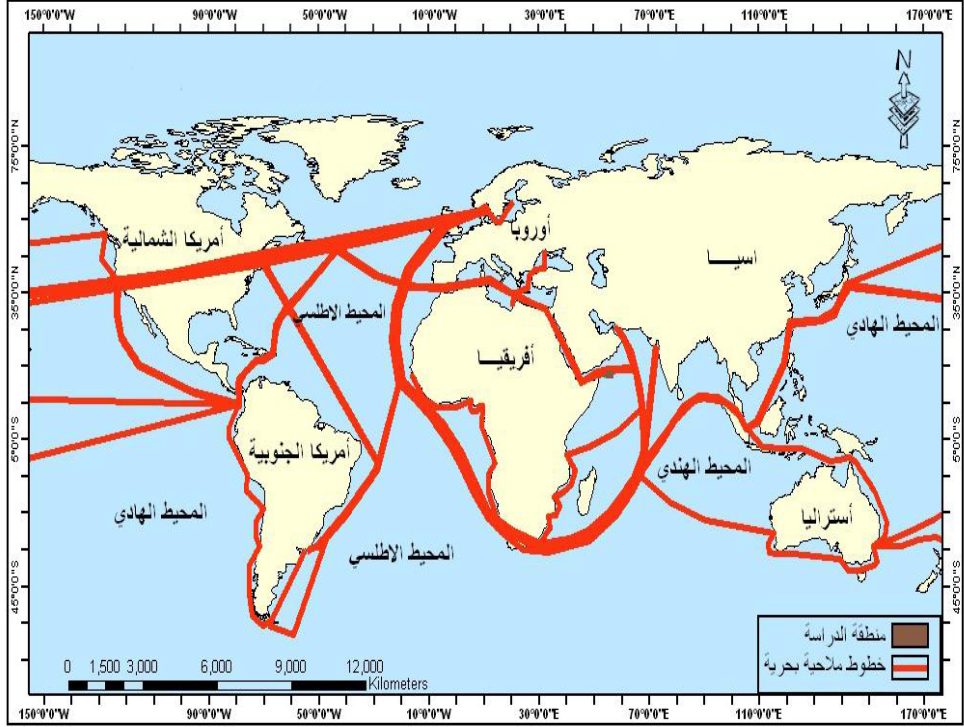 150°0'0"W 90°0'0"W 50°0'0"W 10°0'0"W 30°0'0"E 70°0'0"E 110°0'0"E 170°0'0"E
N
75°0'0"N 75°0'0"N
أمريكا الشمالية
أوروبا
اسيـــا
35°0'0"N 35°0'0"N
المحيط الاطلسي
المحيط الهادي
أفريقيـــا
5°0'0"S 5°0'0"S
أمريكا الجنوبية
المحيط الهندي
المحيط الهادي
أستراليا
المحيط الاطلسي
45°0'0"S 45°0'0"S
منطقة الدراسة
خطوط ملاحية بحرية
0 1,500 3,000 6,000 9,000 12,000
Kilometers
150°0'0"W 90°0'0"W 50°0'0"W 10°0'0"W 30°0'0"E 70°0'0"E 110°0'0"E 170°0'0"E